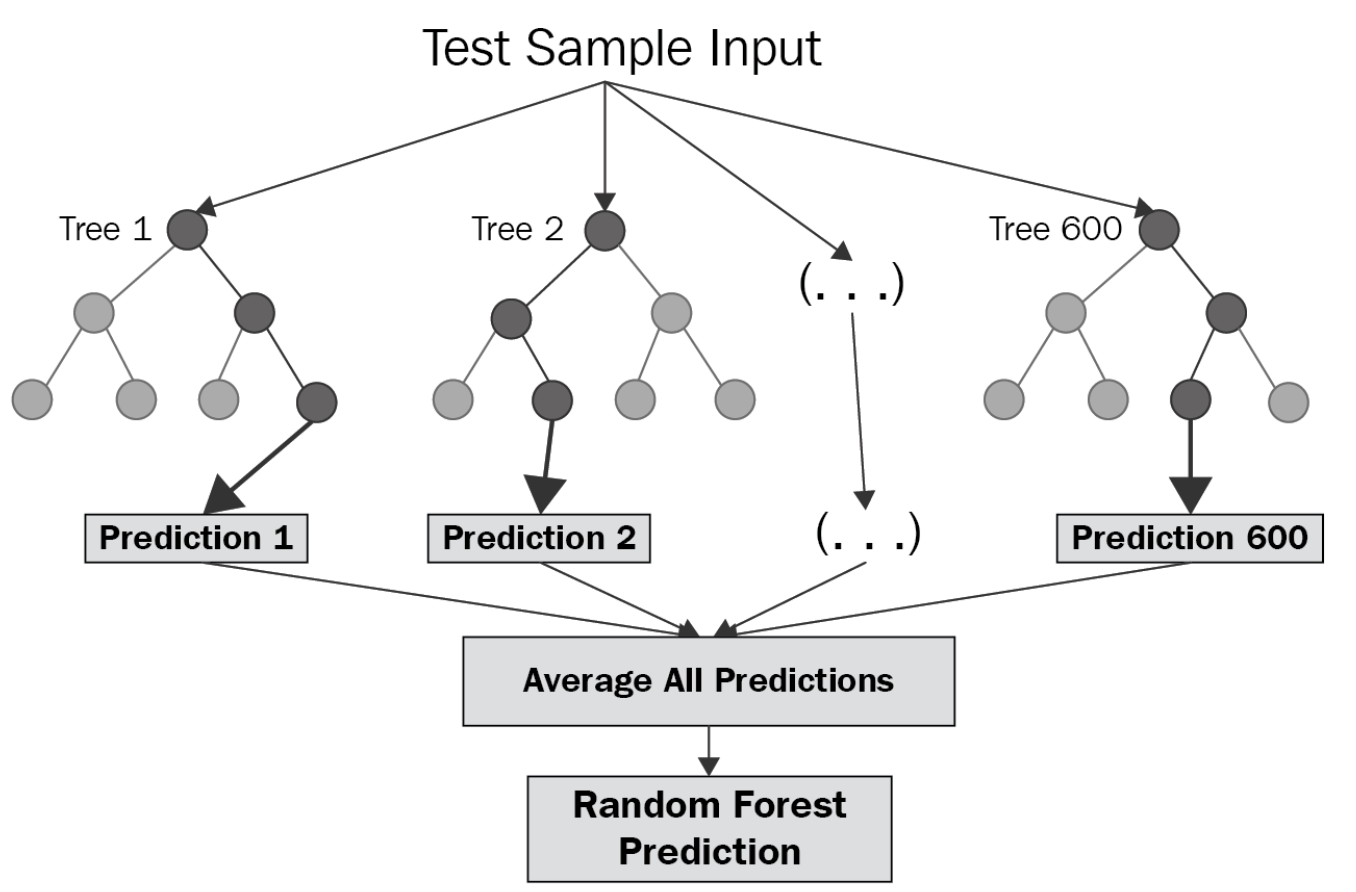 Test Sample Input
Tree 1
Tree 2
Tree 600
(. . .)
Prediction 1
Prediction 2
(. . .)
Prediction 600
Average All Predictions
Random Forest
Prediction